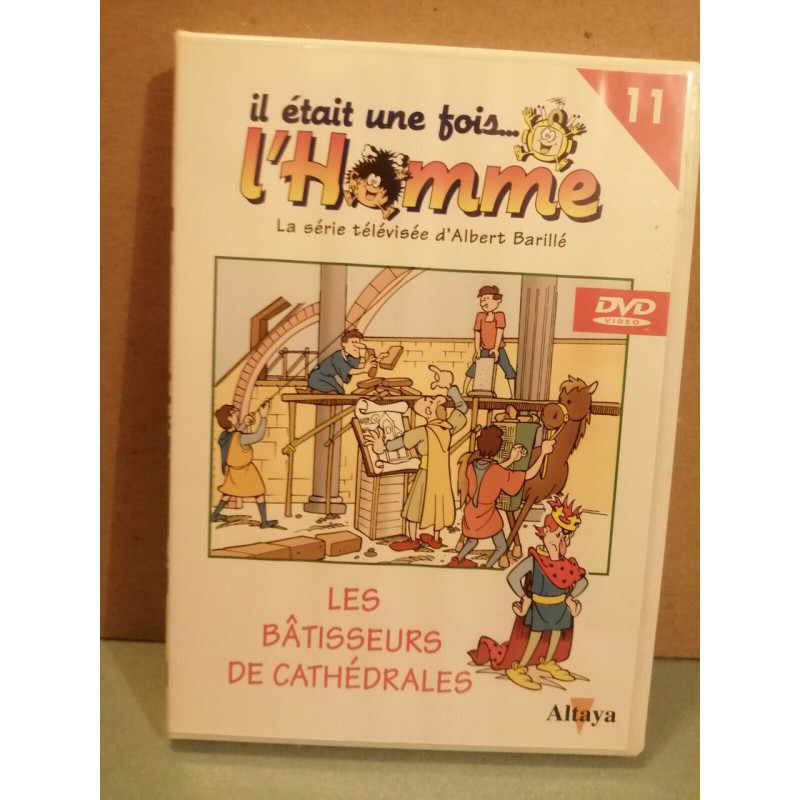 11
il était une fois...
l'Homme
La série télévisée d'Albert Barillé
DVD
VIDEO
LES
BÂTISSEURS
DE CATHÉDRALES
Altaya